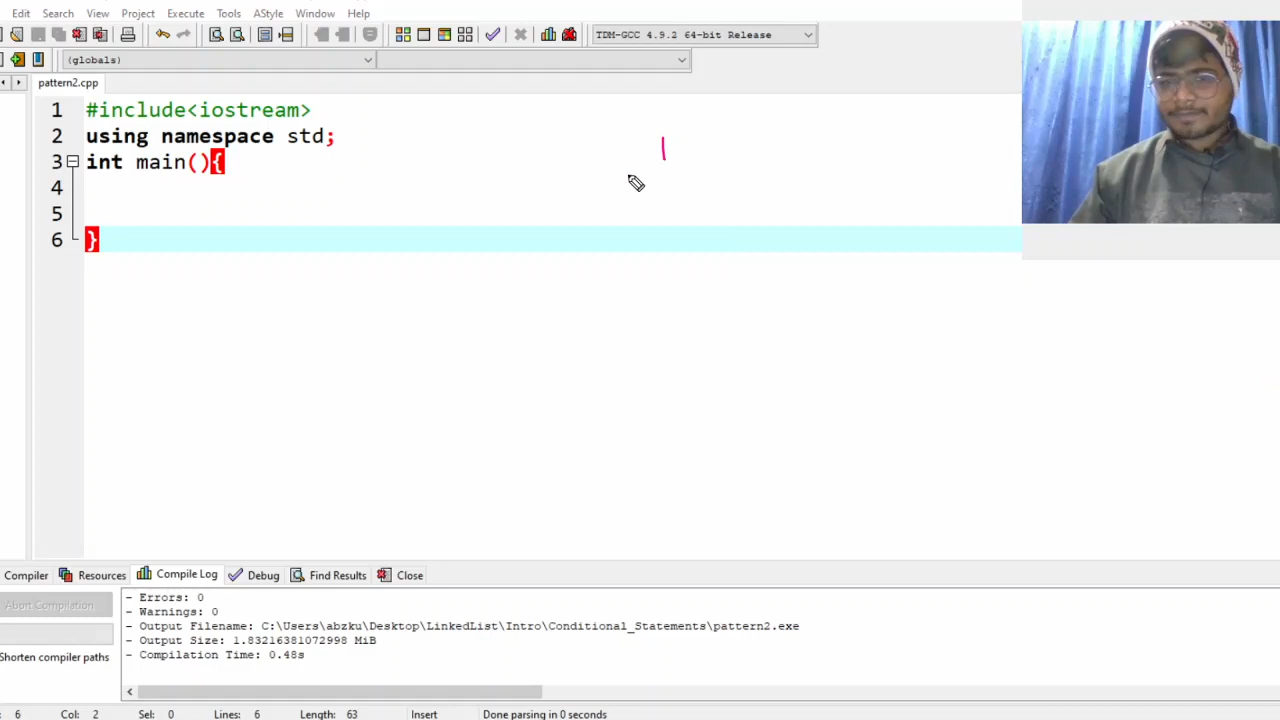 Edit Search View Project Execute Tools AStyle Window Help
TDM-GCC 4.9.2 64-bit Release
(globals)
pattern2.cpp
1 #include<iostream>
2 using namespace std;
3 int main(){
4
5
6 }
Compiler Resources Compile Log Debug Find Results Close
Abort Compilation
Shorten compiler paths
- Errors: 0
- Warnings: 0
- Output Filename: C:\Users\abzku\Desktop\LinkedList\Intro\Conditional_Statements\pattern2.exe
- Output Size: 1.83216381072998 MiB
- Compilation Time: 0.48s
: 6 Col: 2 Sel: 0 Lines: 6 Length: 63 Insert Done parsing in 0 seconds